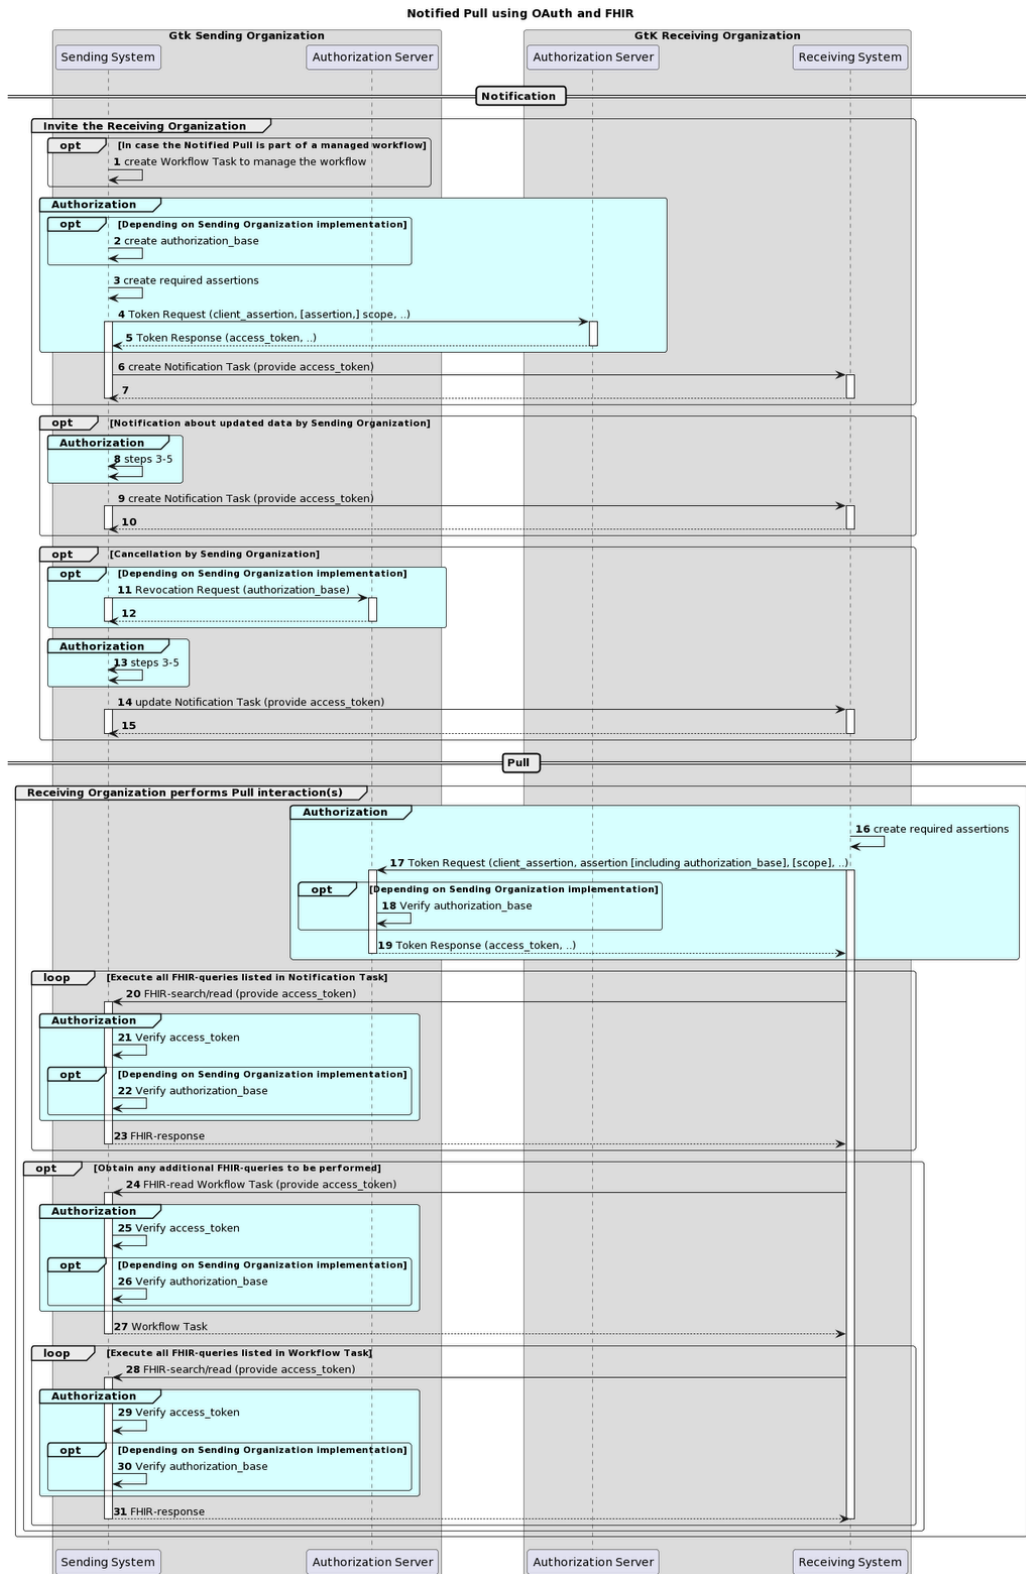 Notified Pull using OAuth and FHIR
Gtk Sending Organization
GtK Receiving Organization
Sending System
Authorization Server
Authorization Server
Receiving System
Notification
Invite the Receiving Organization
opt [In case the Notified Pull is part of a managed workflow]
1 create Workflow Task to manage the workflow
Authorization
opt [Depending on Sending Organization implementation]
2 create authorization_base
3 create required assertions
4 Token Request (client_assertion, [assertion,] scope, ..)
5 Token Response (access_token, ..)
6 create Notification Task (provide access_token)
7
opt [Notification about updated data by Sending Organization]
Authorization
8 steps 3-5
9 create Notification Task (provide access_token)
10
opt [Cancellation by Sending Organization]
opt [Depending on Sending Organization implementation]
11 Revocation Request (authorization_base)
12
Authorization
13 steps 3-5
14 update Notification Task (provide access_token)
15
Pull
Receiving Organization performs Pull interaction(s)
Authorization
16 create required assertions
17 Token Request (client_assertion, assertion [including authorization_base], [scope], ..)
opt [Depending on Sending Organization implementation]
18 Verify authorization_base
19 Token Response (access_token, ..)
loop [Execute all FHIR-queries listed in Notification Task]
20 FHIR-search/read (provide access_token)
Authorization
21 Verify access_token
opt [Depending on Sending Organization implementation]
22 Verify authorization_base
23 FHIR-response
opt [Obtain any additional FHIR-queries to be performed]
24 FHIR-read Workflow Task (provide access_token)
Authorization
25 Verify access_token
opt [Depending on Sending Organization implementation]
26 Verify authorization_base
27 Workflow Task
loop [Execute all FHIR-queries listed in Workflow Task]
28 FHIR-search/read (provide access_token)
Authorization
29 Verify access_token
opt [Depending on Sending Organization implementation]
30 Verify authorization_base
31 FHIR-response
Sending System
Authorization Server
Authorization Server
Receiving System